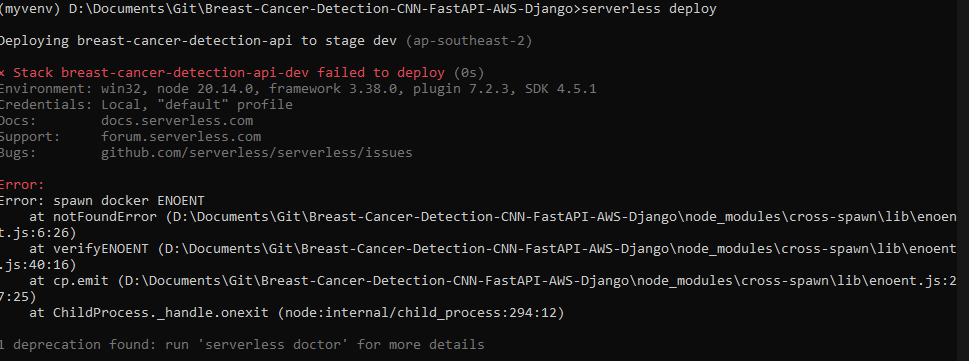 (myvenv) D:\Documents\Git\Breast-Cancer-Detection-CNN-FastAPI-AWS-Django>serverless deploy
Deploying breast-cancer-detection-api to stage dev (ap-southeast-2)
× Stack breast-cancer-detection-api-dev failed to deploy (0s)
Environment: win32, node 20.14.0, framework 3.38.0, plugin 7.2.3, SDK 4.5.1
Credentials: Local, "default" profile
Docs:        docs.serverless.com
Support:     forum.serverless.com
Bugs:        github.com/serverless/serverless/issues
Error:
Error: spawn docker ENOENT
    at notFoundError (D:\Documents\Git\Breast-Cancer-Detection-CNN-FastAPI-AWS-Django\node_modules\cross-spawn\lib\enoen
t.js:6:26)
    at verifyENOENT (D:\Documents\Git\Breast-Cancer-Detection-CNN-FastAPI-AWS-Django\node_modules\cross-spawn\lib\enoent
.js:40:16)
    at cp.emit (D:\Documents\Git\Breast-Cancer-Detection-CNN-FastAPI-AWS-Django\node_modules\cross-spawn\lib\enoent.js:2
7:25)
    at ChildProcess._handle.onexit (node:internal/child_process:294:12)
1 deprecation found: run 'serverless doctor' for more details